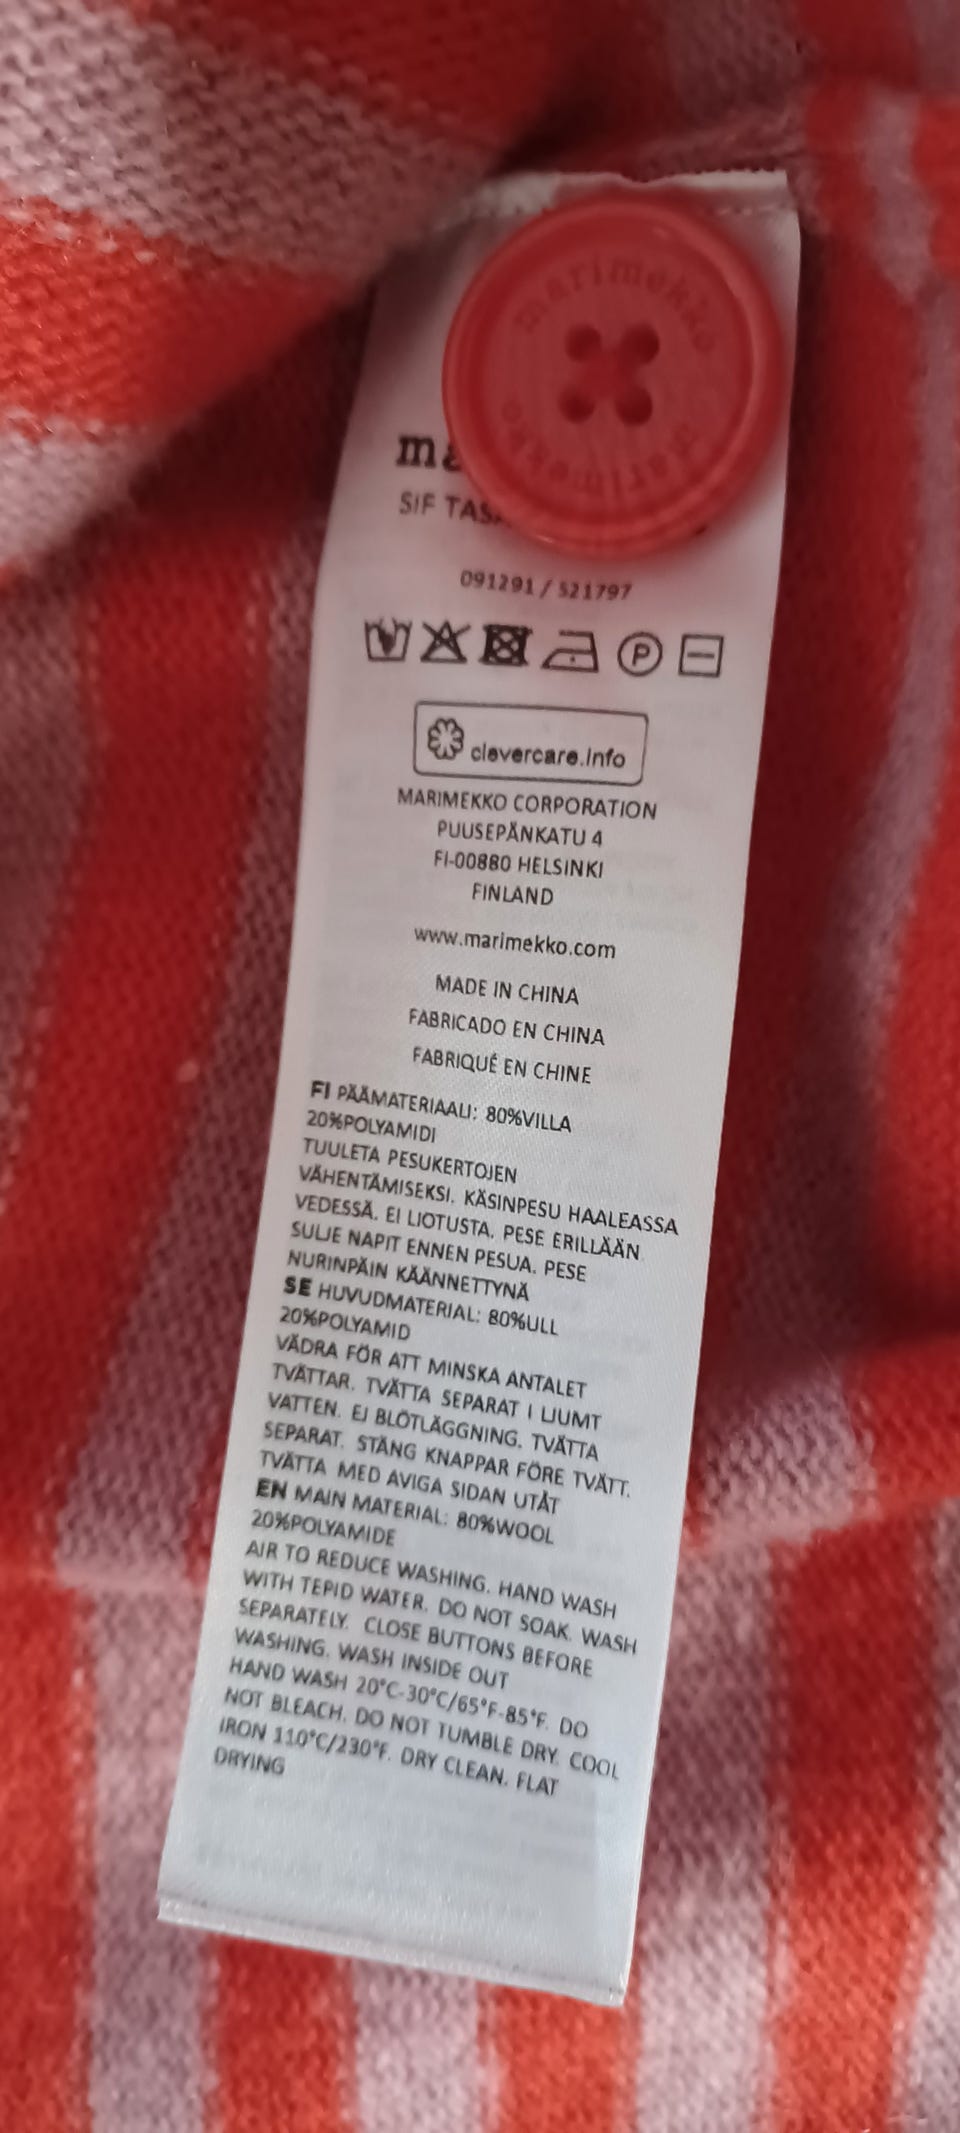 marimekko
marimekko
ma
SIF TASA
091291 / 521797
P
clevercare.info
MARIMEKKO CORPORATION
PUUSEPÄNKATU 4
FI-00880 HELSINKI
FINLAND
www.marimekko.com
MADE IN CHINA
FABRICADO EN CHINA
FABRIQUÉ EN CHINE
FI PÄÄMATERIAALI: 80%VILLA
20%POLYAMIDI
TUULETA PESUKERTOJEN
VÄHENTÄMISEKSI. KÄSINPESU HAALEASSA
VEDESSÄ. EI LIOTUSTA. PESE ERILLÄÄN
SULJE NAPIT ENNEN PESUA. PESE
NURINPÄIN KÄÄNNETTYNÄ
SE HUVUDMATERIAL: 80%ULL
20%POLYAMID
VÄDRA FÖR ATT MINSKA ANTALET
TVÄTTAR. TVÄTTA SEPARAT I LJUMT
VATTEN. EJ BLÖTLÄGGNING. TVÄTTA
SEPARAT. STÄNG KNAPPAR FÖRE TVÄTT.
TVÄTTA MED AVIGA SIDAN UTÅT
EN MAIN MATERIAL: 80%WOOL
20%POLYAMIDE
AIR TO REDUCE WASHING. HAND WASH
WITH TEPID WATER. DO NOT SOAK. WASH
SEPARATELY. CLOSE BUTTONS BEFORE
WASHING. WASH INSIDE OUT
HAND WASH 20°C-30°C/65°F-85°F. DO
NOT BLEACH. DO NOT TUMBLE DRY. COOL
IRON 110°C/230°F. DRY CLEAN. FLAT
DRYING